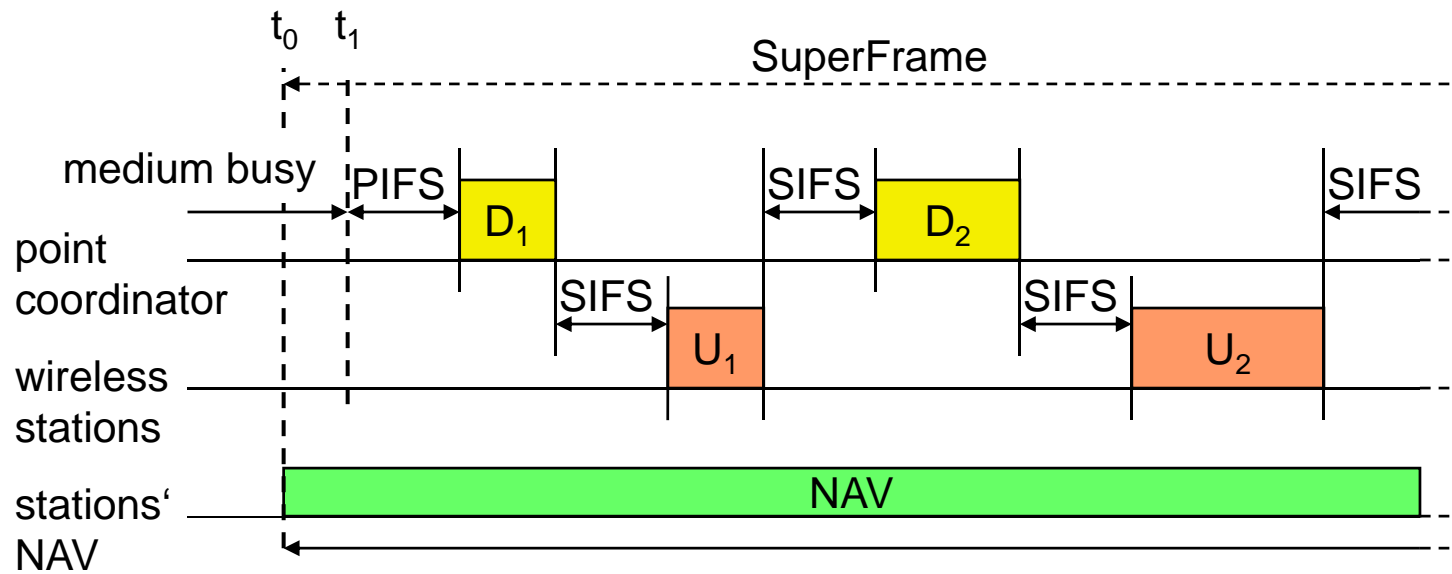 t₀ t₁
SuperFrame
medium busy
PIFS
D₁
SIFS
D₂
SIFS
point
coordinator
SIFS
U₁
SIFS
U₂
wireless
stations
stations‘
NAV
NAV